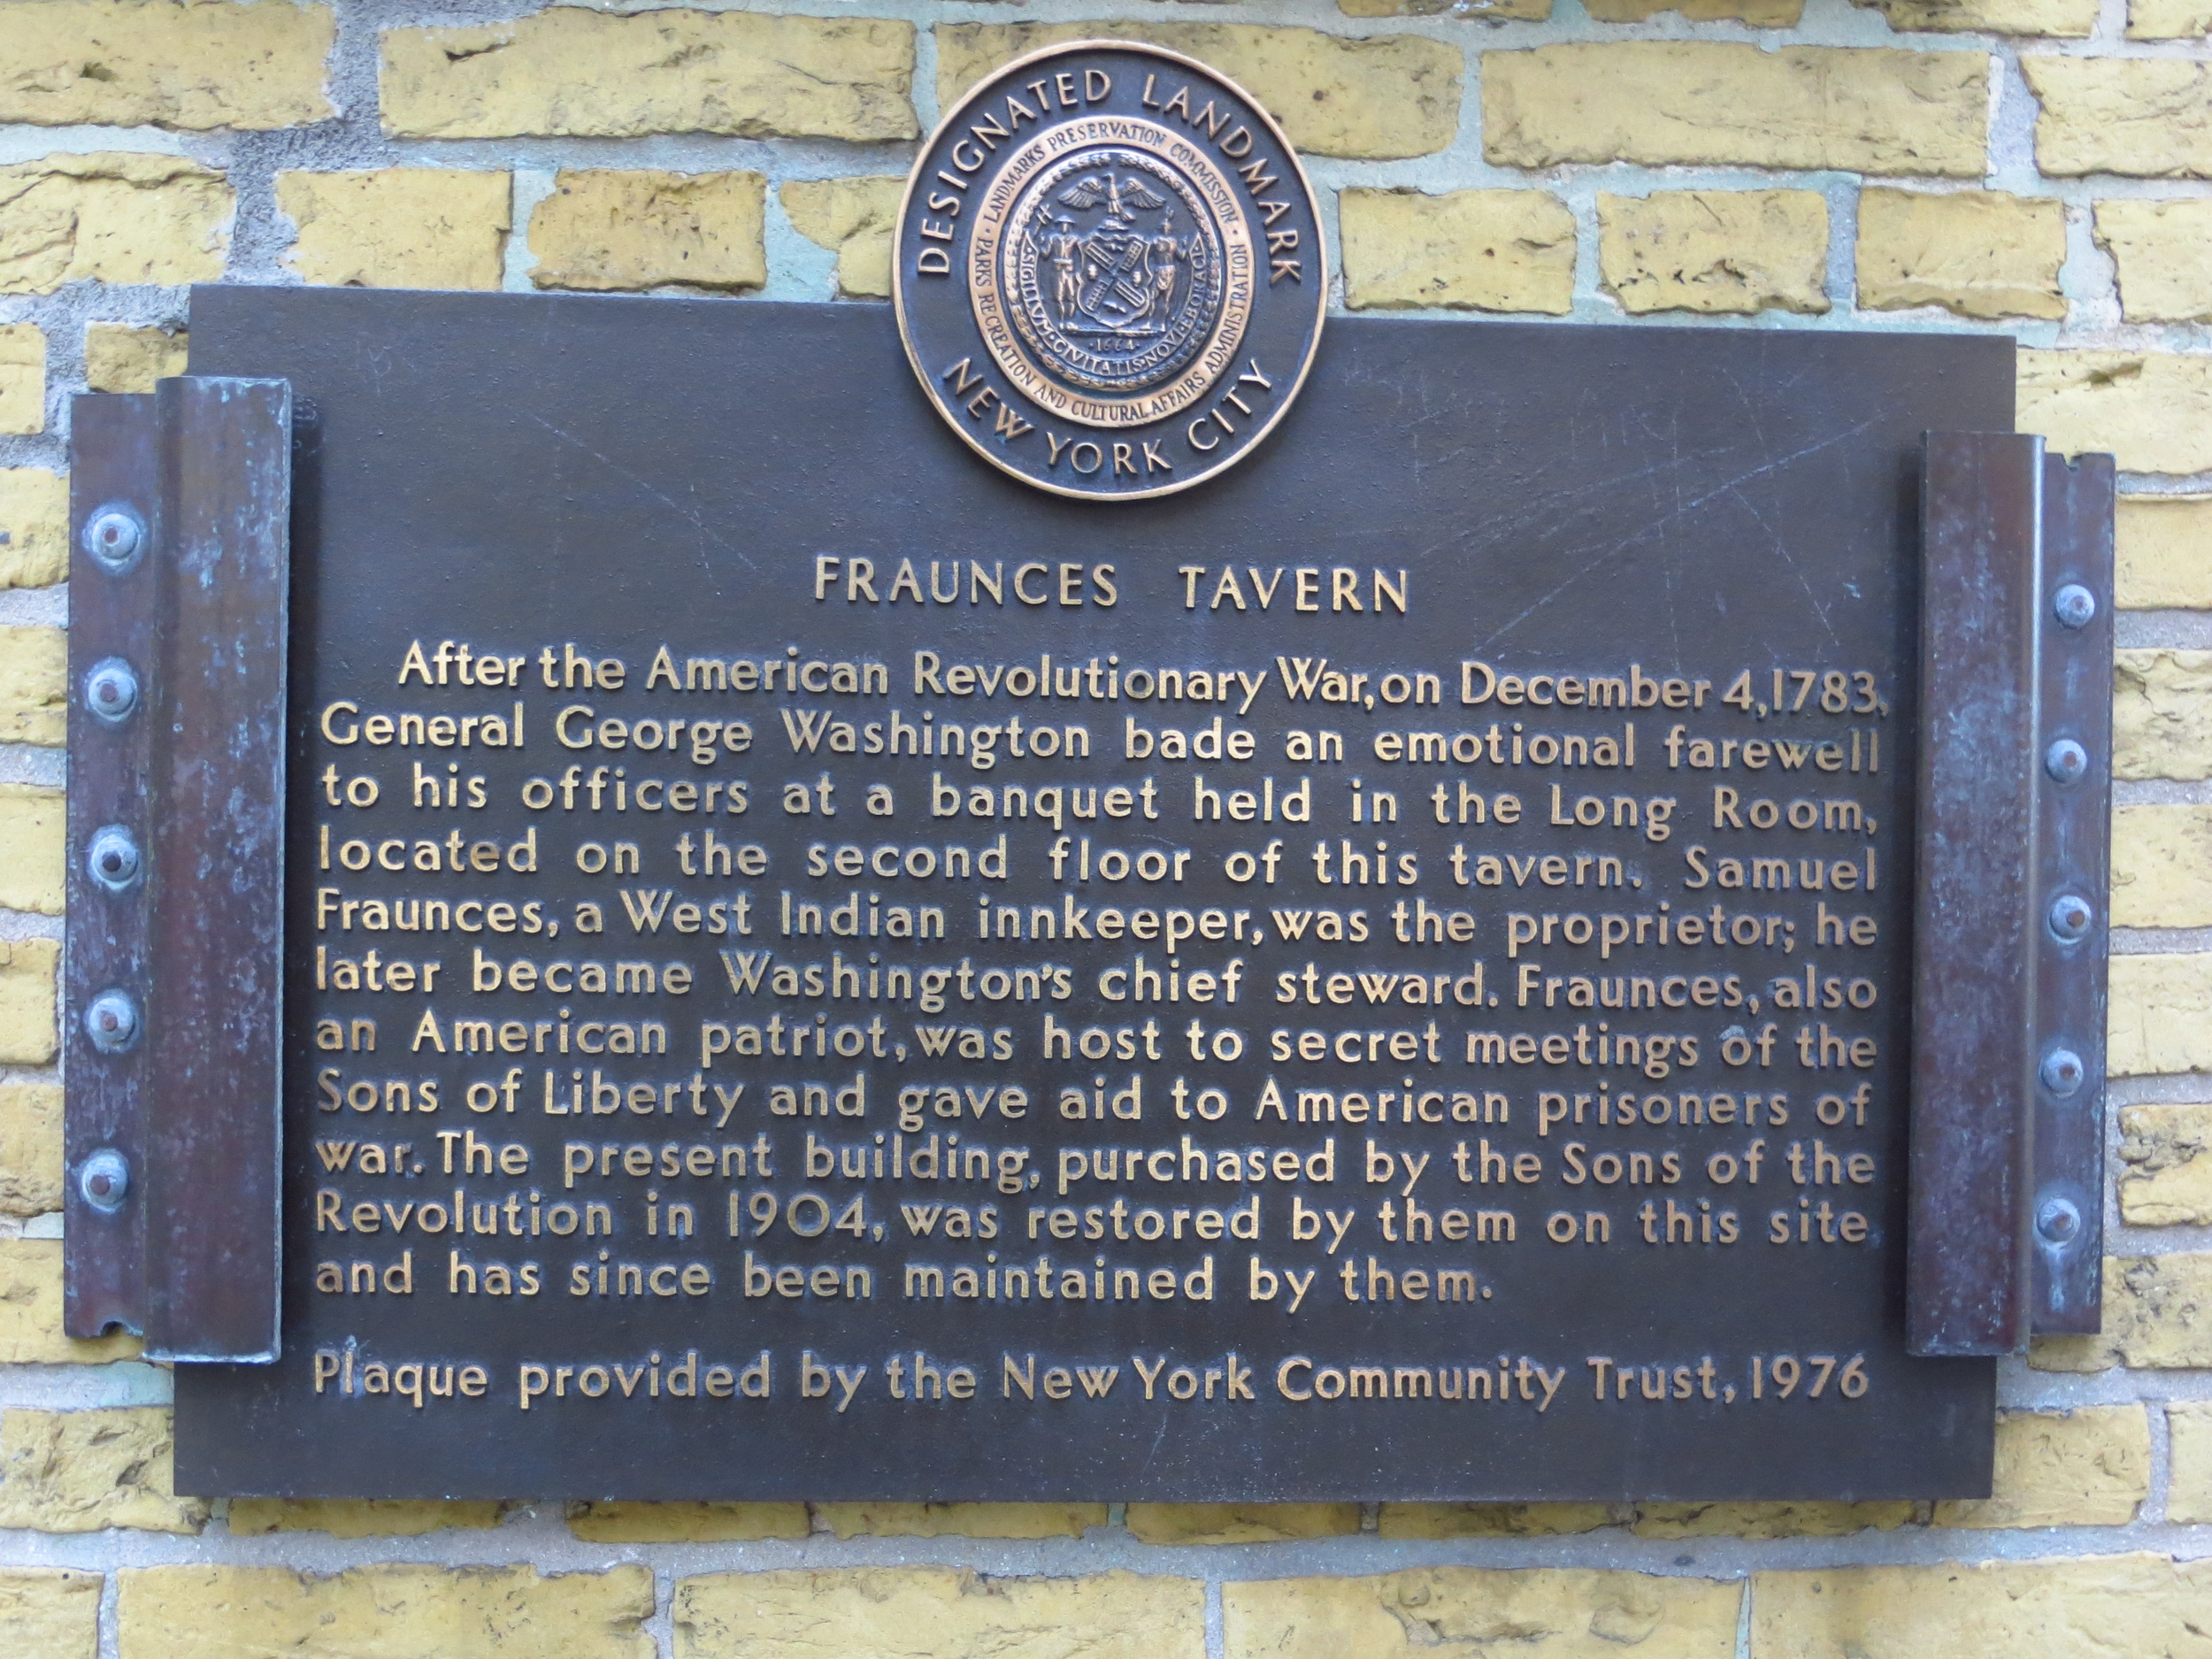 DESIGNATED LANDMARK
LANDMARKS PRESERVATION COMMISSION
PARKS RECREATION AND CULTURAL AFFAIRS ADMINISTRATION
SIGILLVM·CIVITATIS·NOVI·EBORACI
·1664·
NEW YORK CITY
FRAUNCES TAVERN
After the American Revolutionary War, on December 4, 1783,
General George Washington bade an emotional farewell
to his officers at a banquet held in the Long Room,
located on the second floor of this tavern. Samuel
Fraunces, a West Indian innkeeper, was the proprietor; he
later became Washington's chief steward. Fraunces, also
an American patriot, was host to secret meetings of the
Sons of Liberty and gave aid to American prisoners of
war. The present building, purchased by the Sons of the
Revolution in 1904, was restored by them on this site
and has since been maintained by them.
Plaque provided by the New York Community Trust, 1976